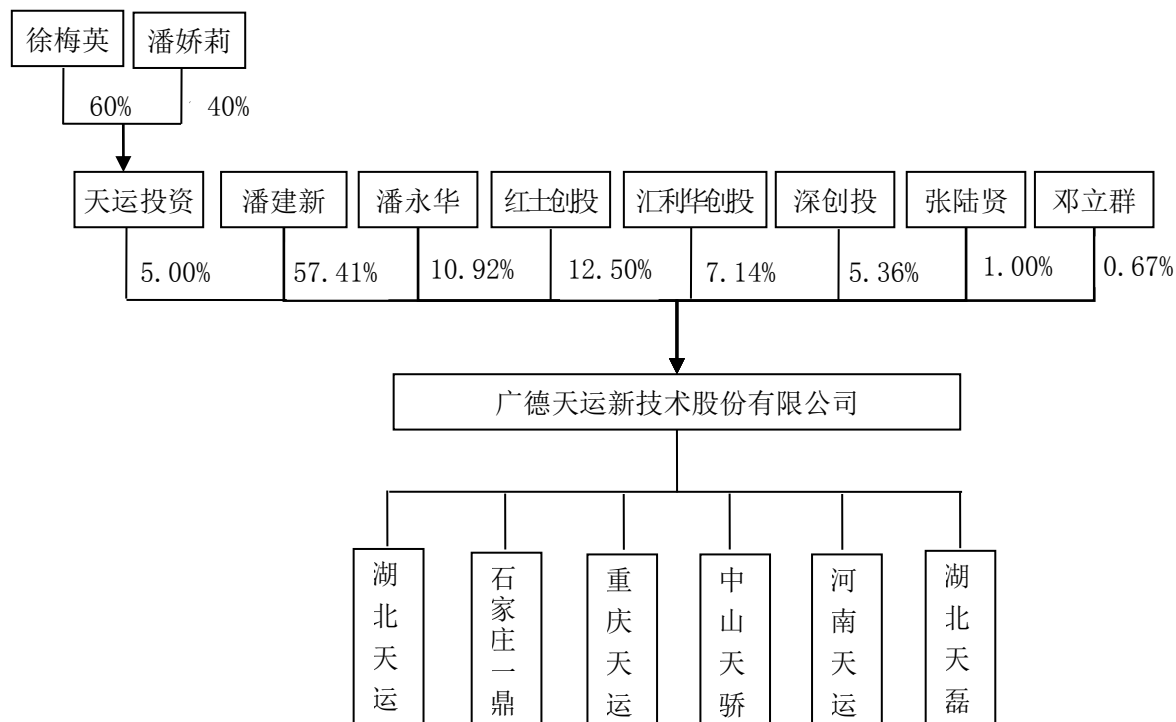 徐梅英
潘娇莉
60%
40%
天运投资
潘建新
潘永华
红土创投
汇利华创投
深创投
张陆贤
邓立群
5.00%
57.41%
10.92%
12.50%
7.14%
5.36%
1.00%
0.67%
广德天运新技术股份有限公司
湖北天运
石家庄一鼎
重庆天运
中山天骄
河南天运
湖北天磊